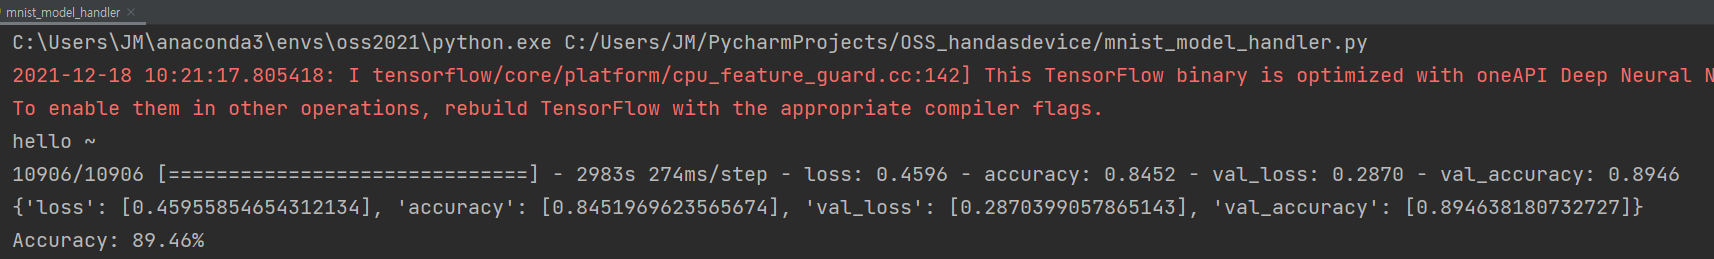 mnist_model_handler ×
C:\Users\JM\anaconda3\envs\oss2021\python.exe C:/Users/JM/PycharmProjects/OSS_handasdevice/mnist_model_handler.py
2021-12-18 10:21:17.805418: I tensorflow/core/platform/cpu_feature_guard.cc:142] This TensorFlow binary is optimized with oneAPI Deep Neural N
To enable them in other operations, rebuild TensorFlow with the appropriate compiler flags.
hello ~
10906/10906 [==============================] - 2983s 274ms/step - loss: 0.4596 - accuracy: 0.8452 - val_loss: 0.2870 - val_accuracy: 0.8946
{'loss': [0.45955854654312134], 'accuracy': [0.8451969623565674], 'val_loss': [0.2870399057865143], 'val_accuracy': [0.894638180732727]}
Accuracy: 89.46%